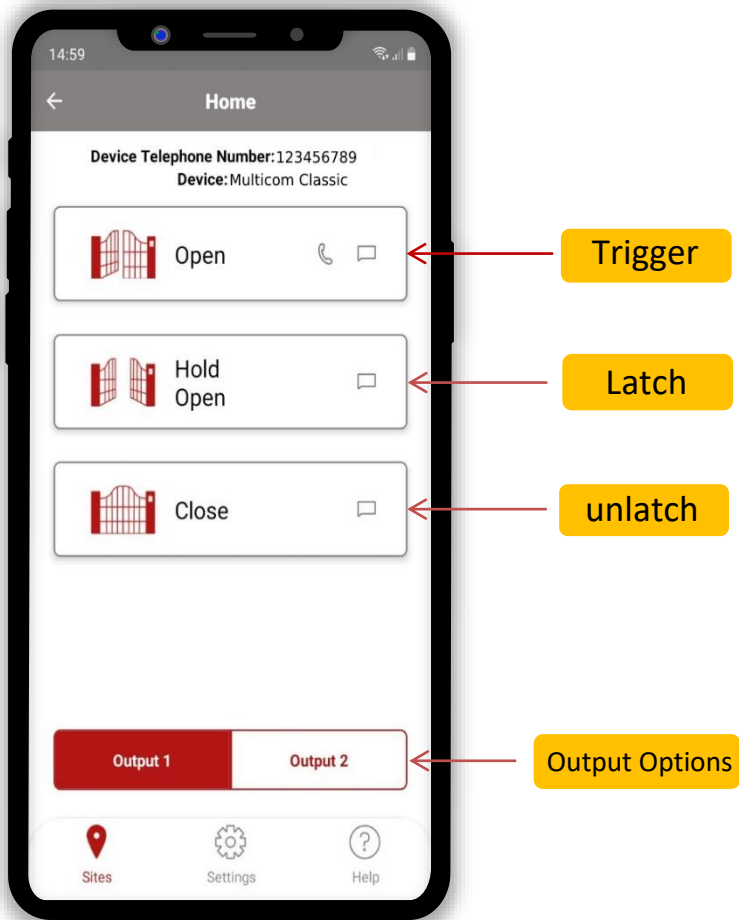 14:59
Home
Device Telephone Number:123456789
Device:Multicom Classic
Open
Trigger
Hold
Open
Latch
Close
unlatch
Output 1
Output 2
Output Options
Sites
Settings
?
Help